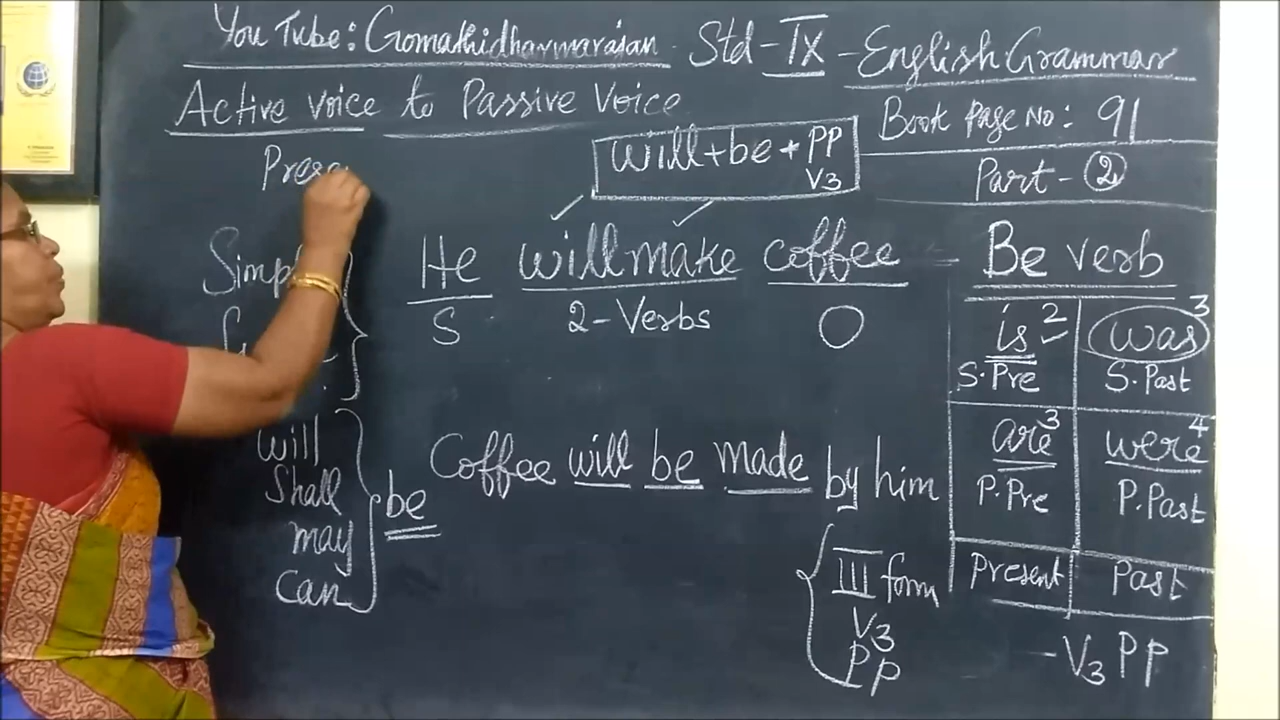 You Tube: Gomathidharmarajan Std - IX - English Grammar
Active voice to Passive Voice
Book Page No: 91
will + be + PP
V3
Part - 2
Prese
He will make coffee = Be verb
S 2-Verbs O
is 2 was 3
S.Pre S.Past
are 3 were 4
P.Pre P.Past
Present Past
- V3 PP
will
Shall
may
can
be
Coffee will be made by him
III form
V3
PP